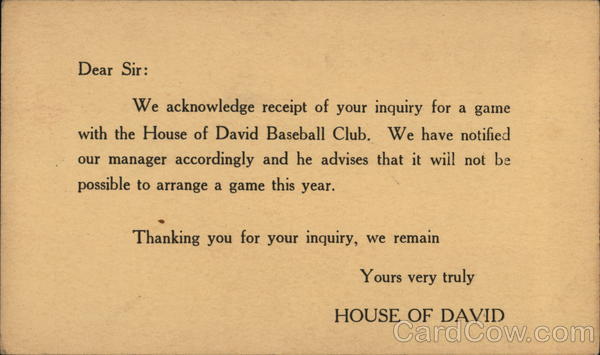 Dear Sir:
We acknowledge receipt of your inquiry for a game
with the House of David Baseball Club. We have notified
our manager accordingly and he advises that it will not be
possible to arrange a game this year.
Thanking you for your inquiry, we remain
Yours very truly
HOUSE OF DAVID
CardCow.com